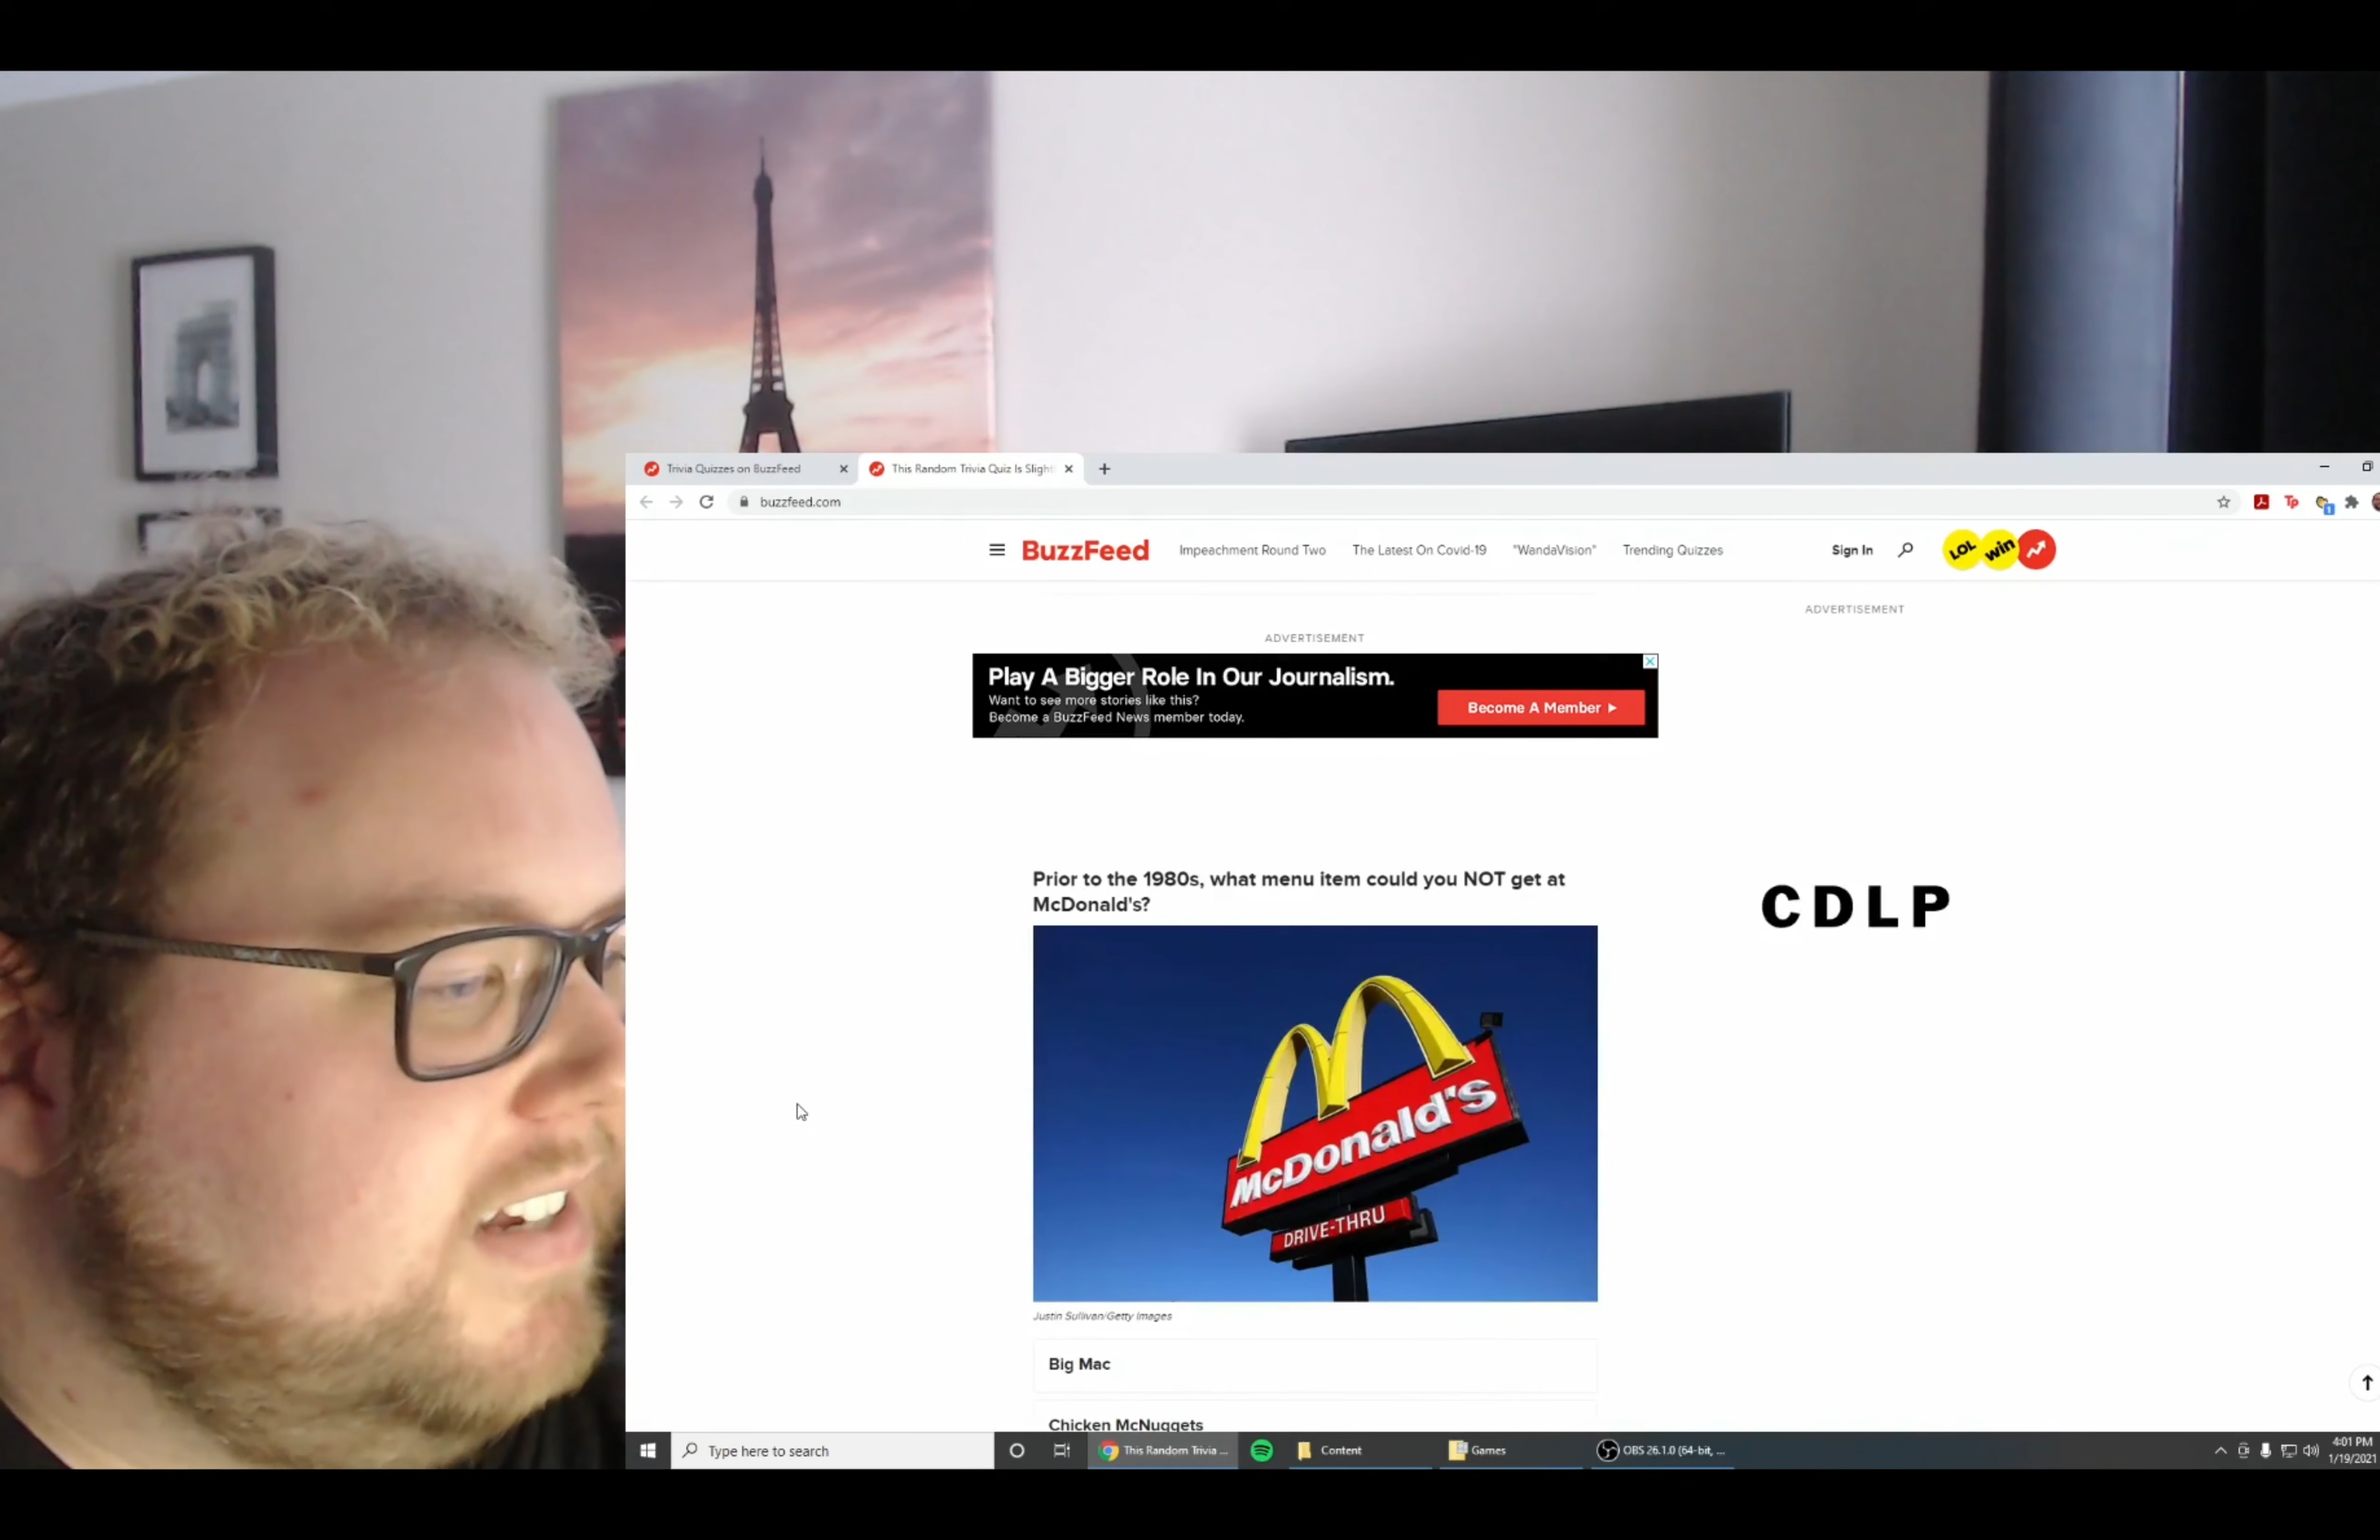 Trivia Quizzes on BuzzFeed
This Random Trivia Quiz Is Slight
buzzfeed.com
BuzzFeed
Impeachment Round Two
The Latest On Covid-19
"WandaVision"
Trending Quizzes
Sign In
LOL
win
ADVERTISEMENT
ADVERTISEMENT
Play A Bigger Role In Our Journalism.
Want to see more stories like this?
Become a BuzzFeed News member today.
Become A Member
Prior to the 1980s, what menu item could you NOT get at
McDonald's?
CDLP
McDonald's
DRIVE-THRU
Justin Sullivan/Getty Images
Big Mac
Chicken McNuggets
Type here to search
This Random Trivia ...
Content
Games
OBS 26.1.0 (64-bit, ...
4:01 PM
1/19/2021